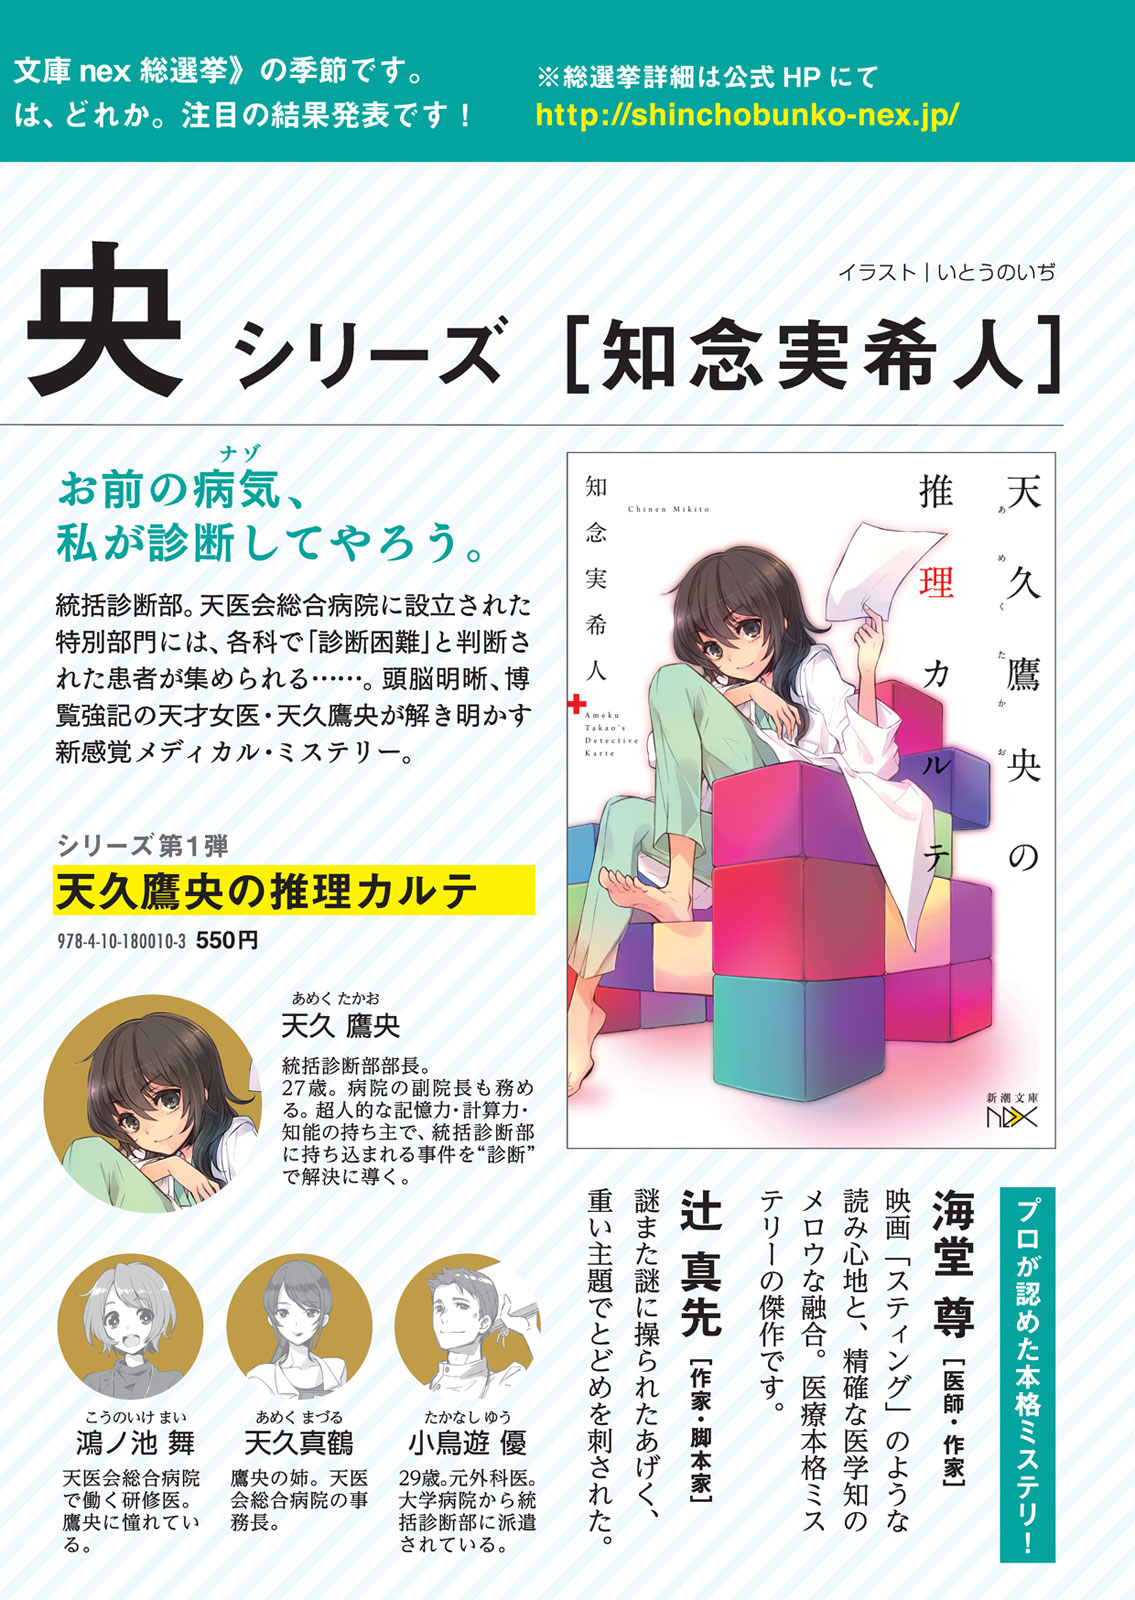 文庫 nex 総選挙》の季節です。
は、どれか。注目の結果発表です！
※総選挙詳細は公式 HP にて
http://shinchobunko-nex.jp/
イラスト｜いとうのいぢ
央 シリーズ ［知念実希人］
ナゾ
お前の病気、
私が診断してやろう。
統括診断部。天医会総合病院に設立された
特別部門には、各科で「診断困難」と判断さ
れた患者が集められる……。頭脳明晰、博
覧強記の天才女医・天久鷹央が解き明かす
新感覚メディカル・ミステリー。
シリーズ第1弾
天久鷹央の推理カルテ
978-4-10-180010-3 550円
天久鷹央の
あめくたかお
推理カルテ
Chinen Mikito
知念実希人
Ameku
Takao's
Detective
Karte
新潮文庫
nex
あめく たかお
天久 鷹央
統括診断部部長。
27歳。病院の副院長も務め
る。超人的な記憶力・計算力・
知能の持ち主で、統括診断部
に持ち込まれる事件を“診断”
で解決に導く。
こうのいけ まい
鴻ノ池 舞
天医会総合病院
で働く研修医。
鷹央に憧れてい
る。
あめく まづる
天久真鶴
鷹央の姉。天医
会総合病院の事
務長。
たかなし ゆう
小鳥遊 優
29歳。元外科医。
大学病院から統
括診断部に派遣
されている。
プロが認めた本格ミステリ！
海堂 尊［医師・作家］
映画「スティング」のような
読み心地と、精確な医学知の
メロウな融合。医療本格ミス
テリーの傑作です。
辻 真先［作家・脚本家］
謎また謎に操られたあげく、
重い主題でとどめを刺された。